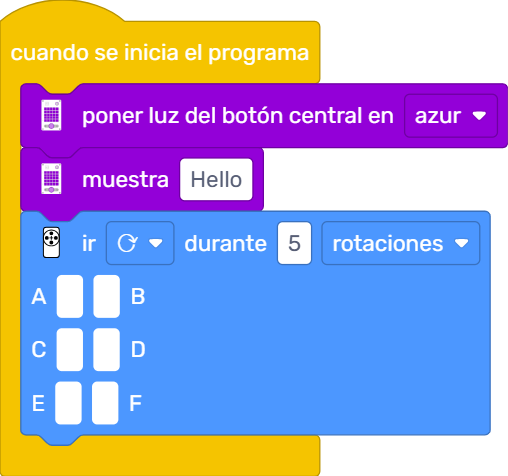 cuando se inicia el programa
poner luz del botón central en azur
muestra Hello
ir durante 5 rotaciones
A B
C D
E F